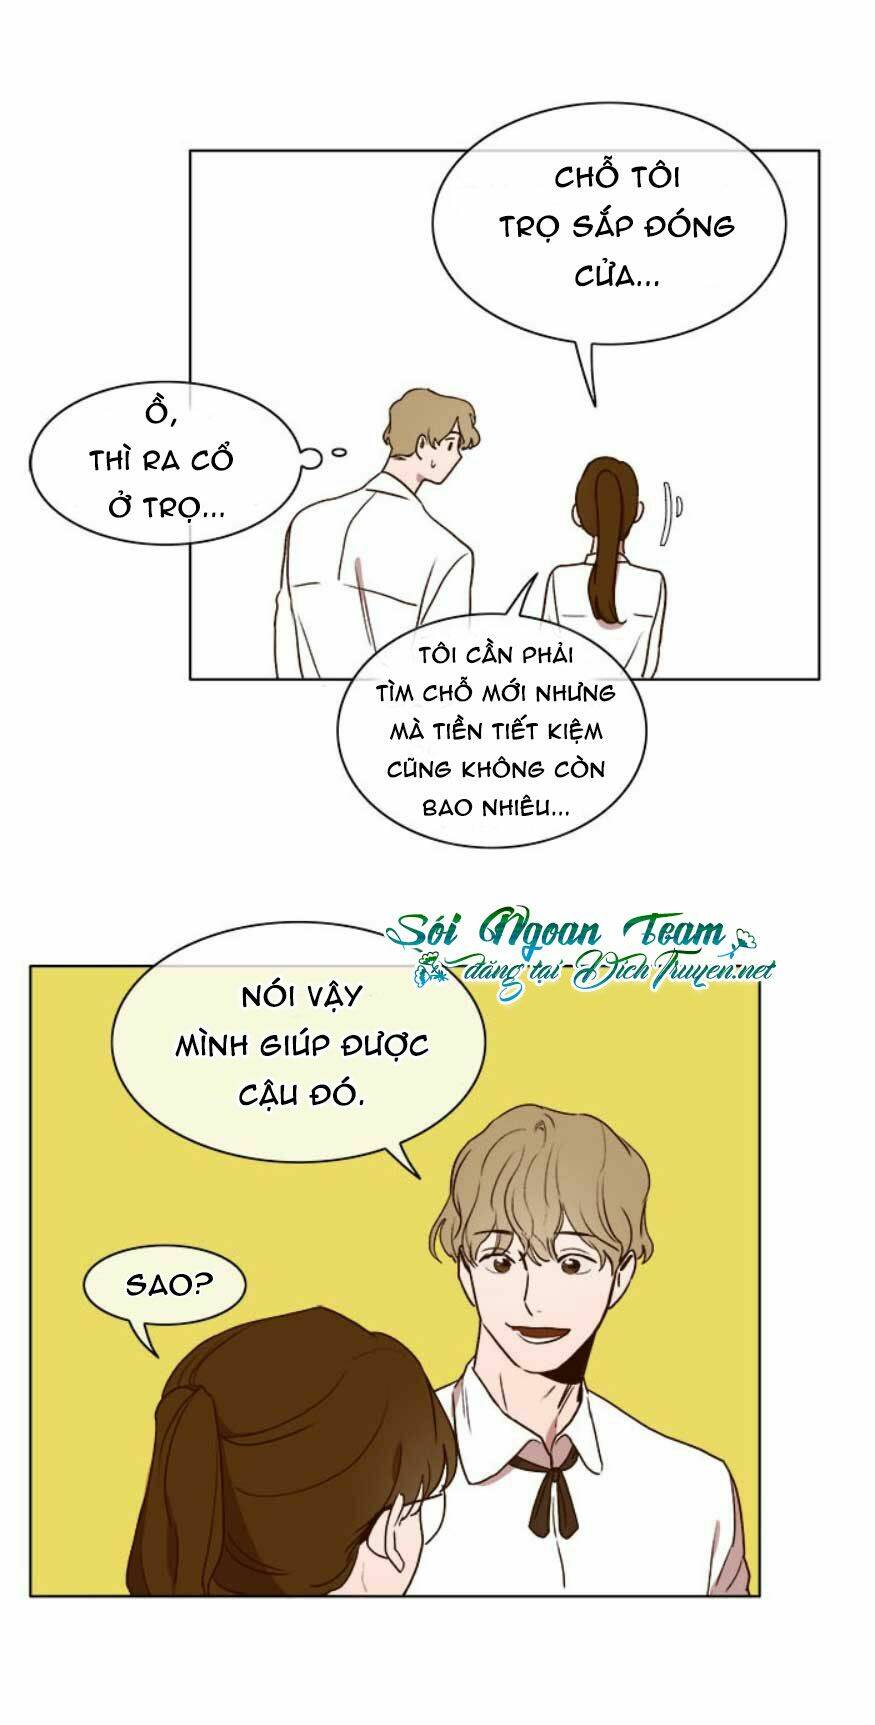 CHỖ TÔI
TRỌ SẮP ĐÓNG
CỬA...
Ồ,
THÌ RA CỔ
Ở TRỌ...
TÔI CẦN PHẢI
TÌM CHỖ MỚI NHƯNG
MÀ TIỀN TIẾT KIỆM
CŨNG KHÔNG CÒN
BAO NHIÊU...
Sói Ngoan Team
đăng tại DichTruyen.net
NÓI VẬY
MÌNH GIÚP ĐƯỢC
CẬU ĐÓ.
SAO?